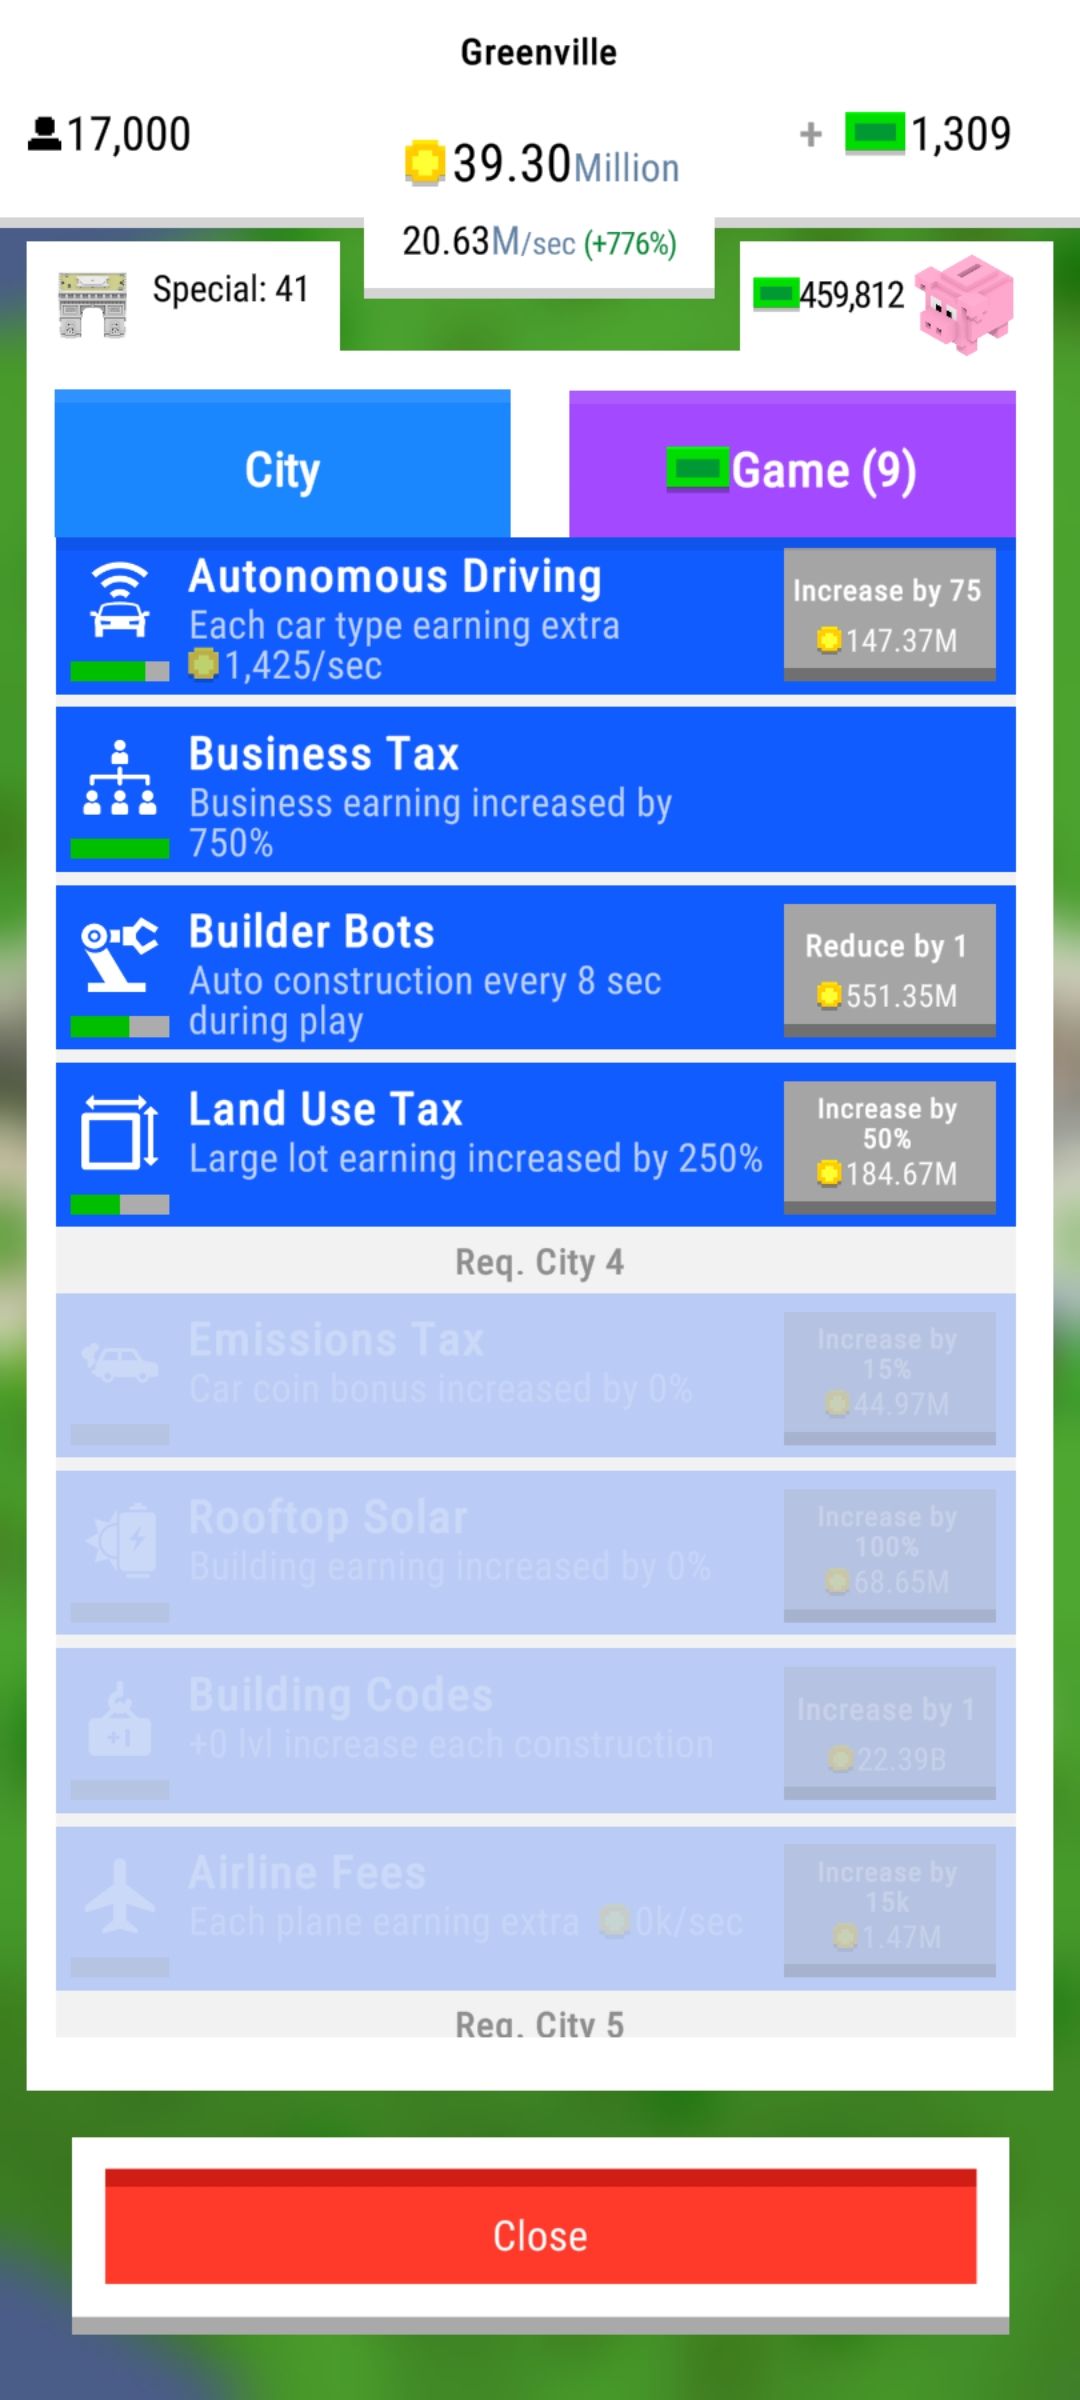 Greenville
17,000
39.30Million
+ 1,309
20.63M/sec (+776%)
Special: 41
459,812
City
Game (9)
Autonomous Driving
Each car type earning extra
1,425/sec
Increase by 75
147.37M
Business Tax
Business earning increased by
750%
Builder Bots
Auto construction every 8 sec
during play
Reduce by 1
551.35M
Land Use Tax
Large lot earning increased by 250%
Increase by
50%
184.67M
Req. City 4
Emissions Tax
Car coin bonus increased by 0%
Increase by
15%
44.97M
Rooftop Solar
Building earning increased by 0%
Increase by
100%
68.65M
+1
Building Codes
+0 lvl increase each construction
Increase by 1
22.39B
Airline Fees
Each plane earning extra 0k/sec
Increase by
15k
1.47M
Req. City 5
Close